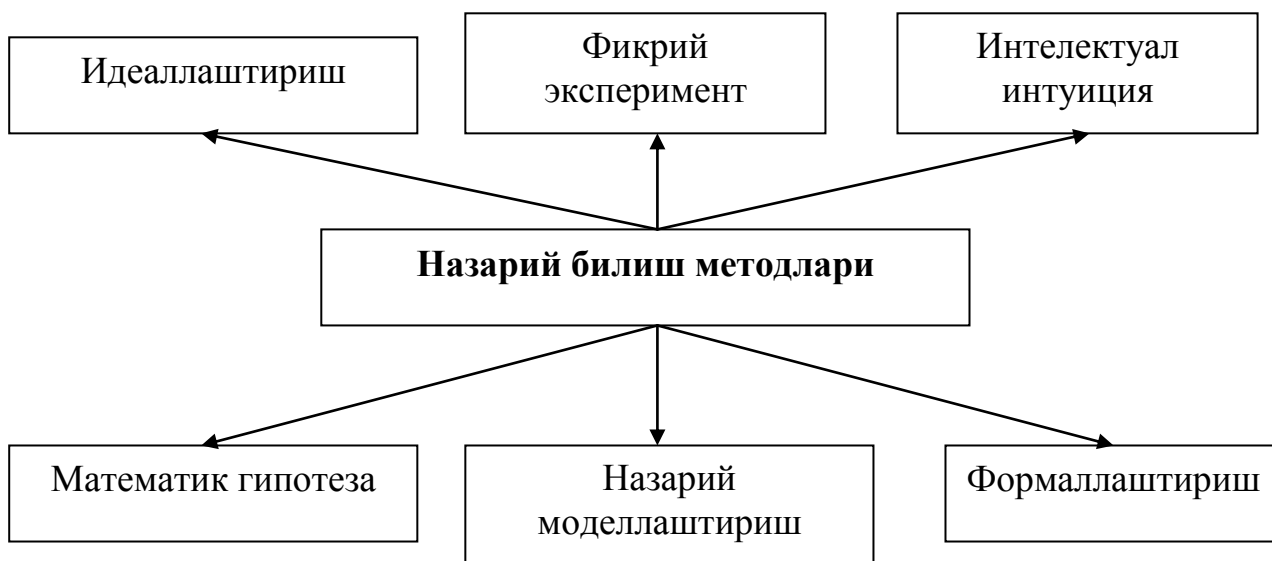 Идеаллаштириш
Фикрий
эксперимент
Интелектуал
интуиция
Назарий билиш методлари
Математик гипотеза
Назарий
моделлаштириш
Формаллаштириш